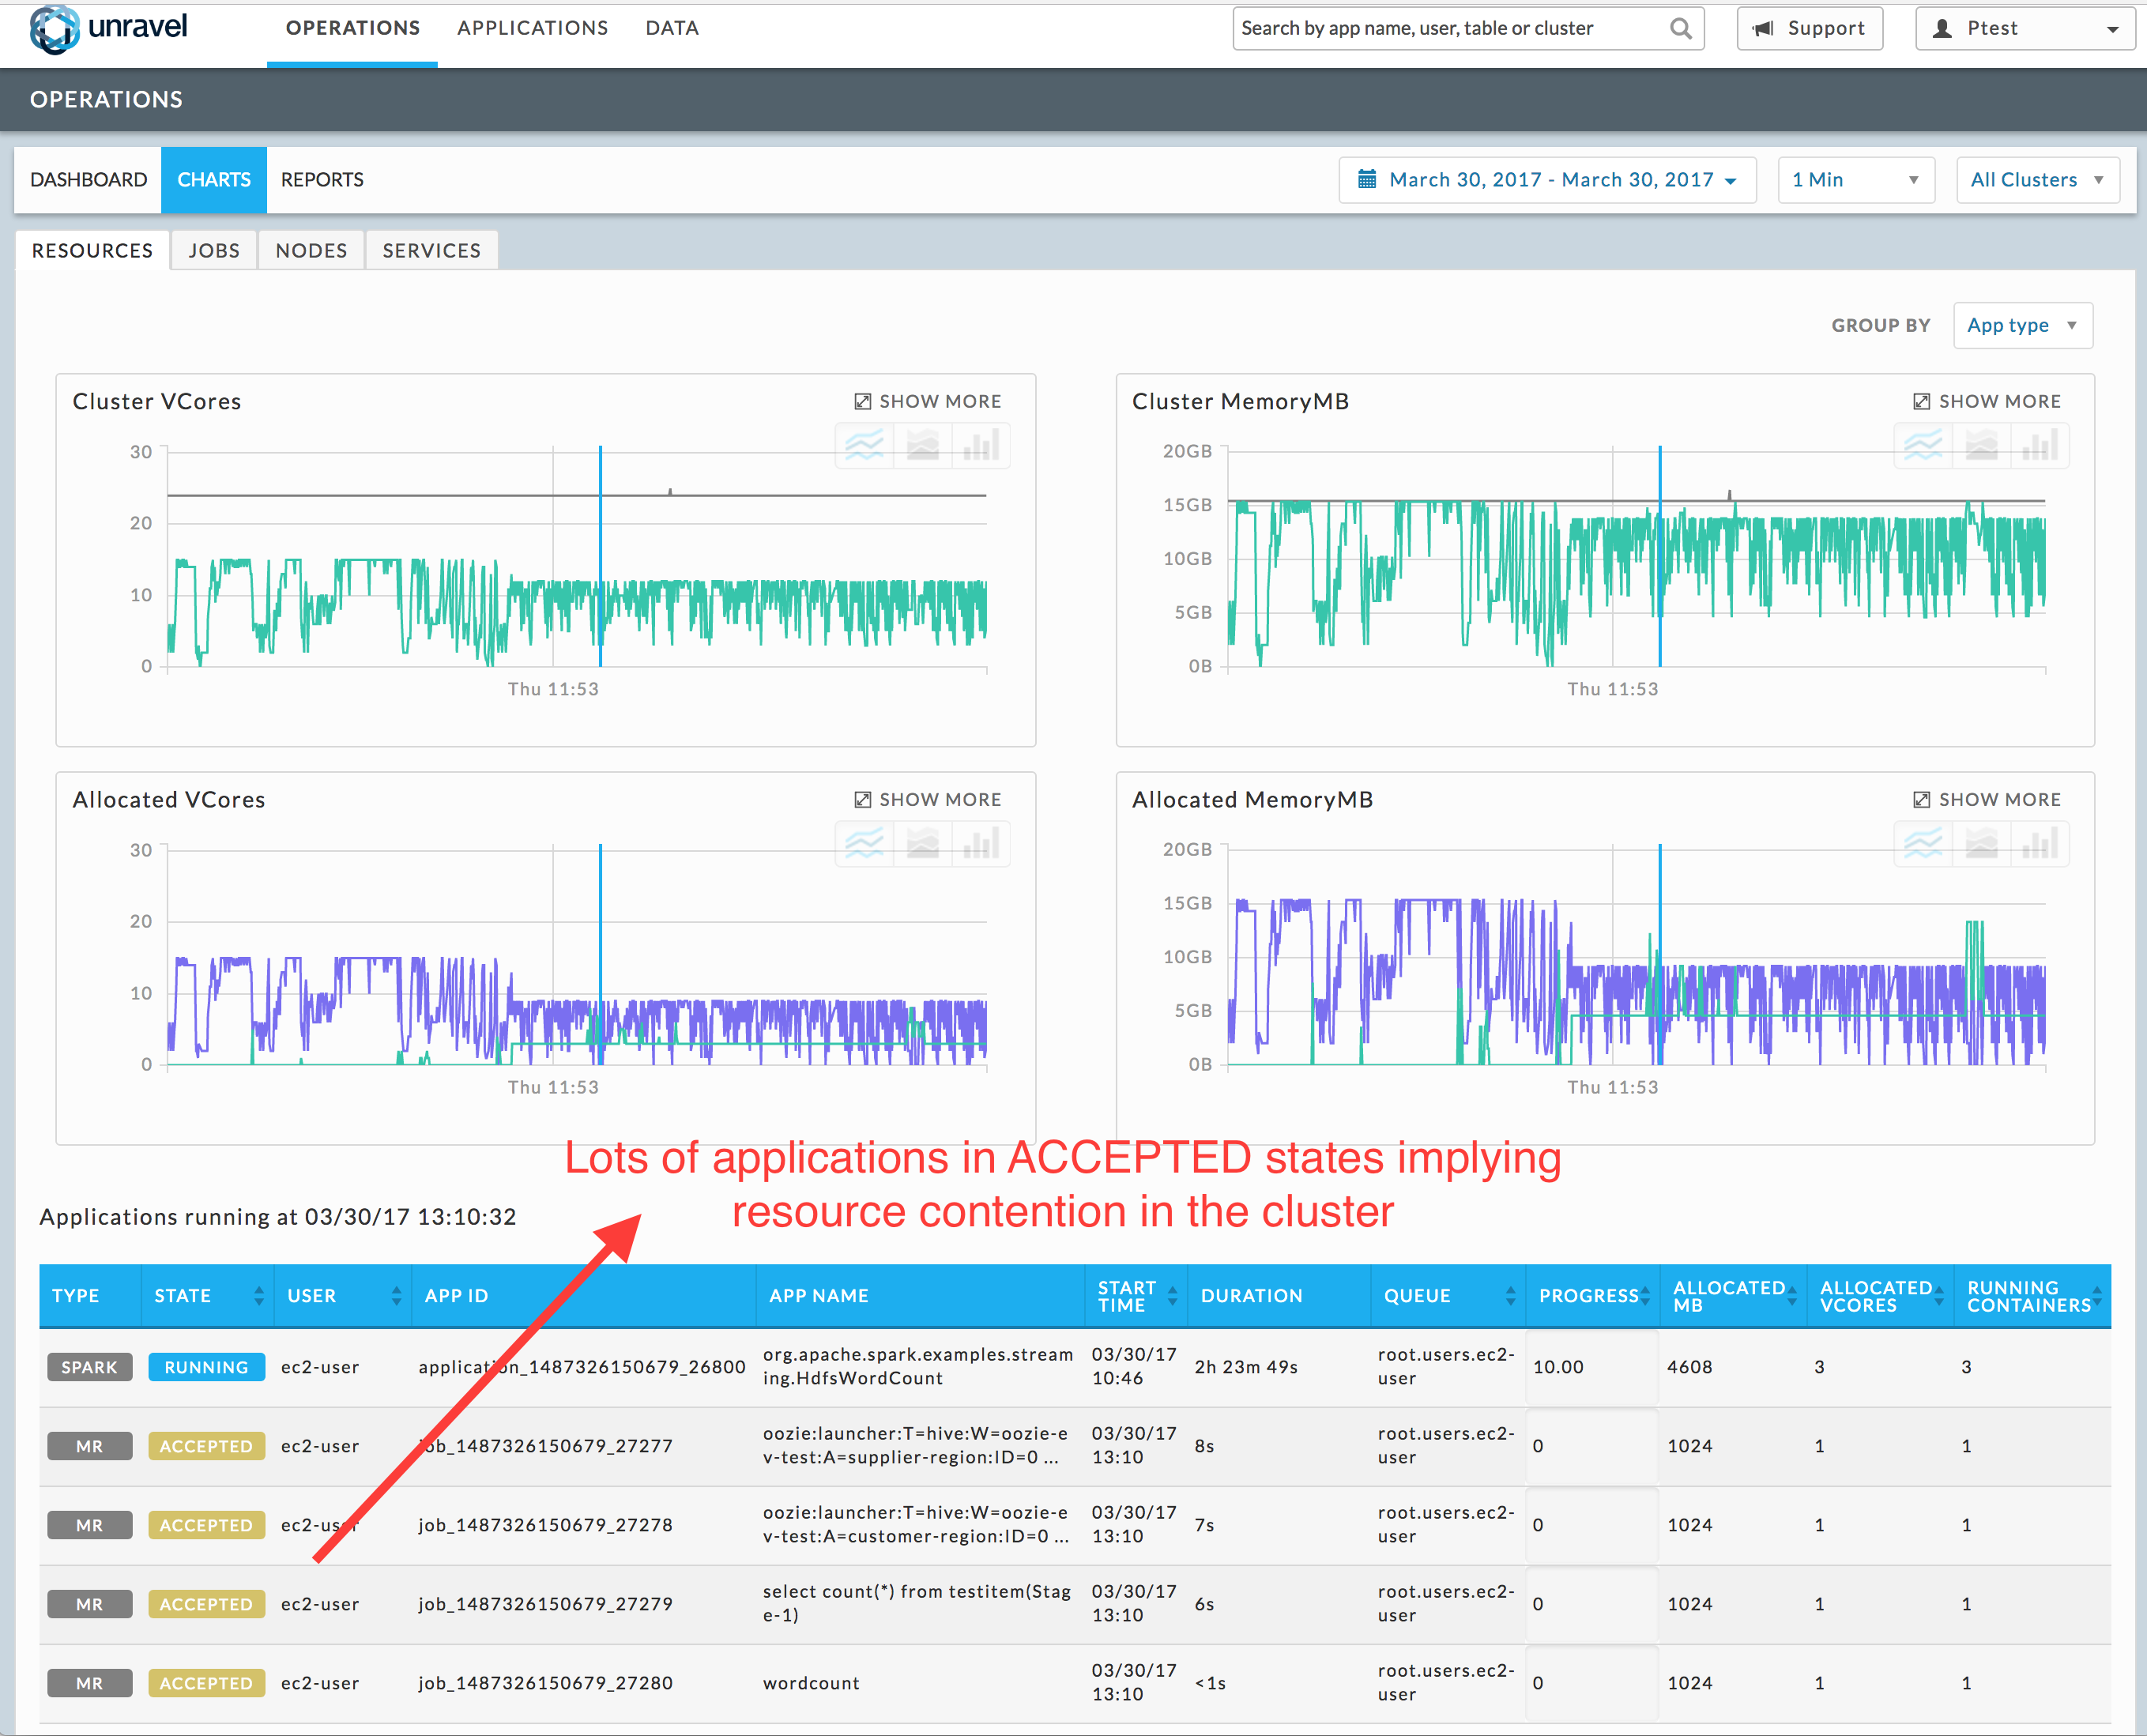 unravel
OPERATIONS APPLICATIONS DATA
Search by app name, user, table or cluster
Support
Ptest
OPERATIONS
DASHBOARD CHARTS REPORTS
March 30, 2017 - March 30, 2017
1 Min
All Clusters
RESOURCES JOBS NODES SERVICES
GROUP BY App type
Cluster VCores
SHOW MORE
30
20
10
0
Thu 11:53
Cluster MemoryMB
SHOW MORE
20GB
15GB
10GB
5GB
0B
Thu 11:53
Allocated VCores
SHOW MORE
30
20
10
0
Thu 11:53
Allocated MemoryMB
SHOW MORE
20GB
15GB
10GB
5GB
0B
Thu 11:53
Lots of applications in ACCEPTED states implying
resource contention in the cluster
Applications running at 03/30/17 13:10:32
TYPE STATE USER APP ID APP NAME START TIME DURATION QUEUE PROGRESS ALLOCATED MB ALLOCATED VCORES RUNNING CONTAINERS
SPARK RUNNING ec2-user application_1487326150679_26800 org.apache.spark.examples.stream 03/30/17 2h 23m 49s root.users.ec2- 10.00 4608 3 3
ing.HdfsWordCount 10:46 user
MR ACCEPTED ec2-user job_1487326150679_27277 oozie:launcher:T=hive:W=oozie-e 03/30/17 8s root.users.ec2- 0 1024 1 1
v-test:A=supplier-region:ID=0 ... 13:10 user
MR ACCEPTED ec2-user job_1487326150679_27278 oozie:launcher:T=hive:W=oozie-e 03/30/17 7s root.users.ec2- 0 1024 1 1
v-test:A=customer-region:ID=0 ... 13:10 user
MR ACCEPTED ec2-user job_1487326150679_27279 select count(*) from testitem(Stag 03/30/17 6s root.users.ec2- 0 1024 1 1
e-1) 13:10 user
MR ACCEPTED ec2-user job_1487326150679_27280 wordcount 03/30/17 <1s root.users.ec2- 0 1024 1 1
13:10 user